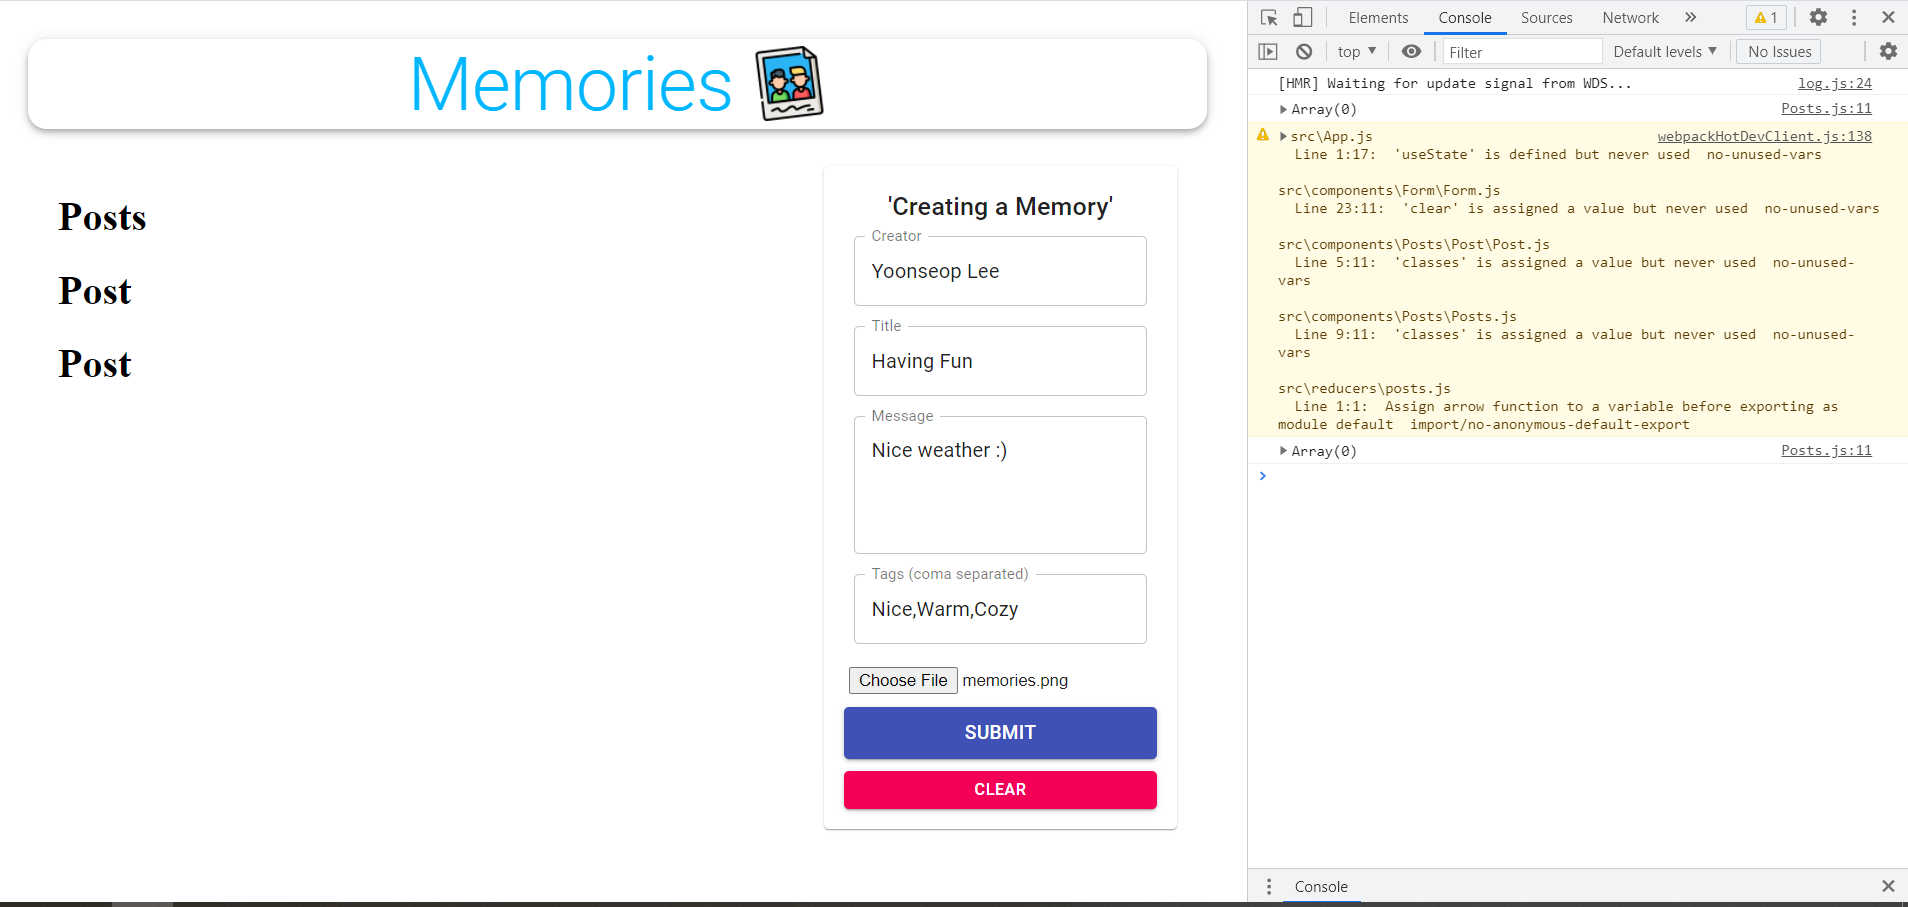 Memories
Posts
Post
Post
'Creating a Memory'
Creator
Yoonseop Lee
Title
Having Fun
Message
Nice weather :)
Tags (coma separated)
Nice,Warm,Cozy
Choose File memories.png
SUBMIT
CLEAR
Elements Console Sources Network » 1
top Filter Default levels No Issues
[HMR] Waiting for update signal from WDS... log.js:24
Array(0) Posts.js:11
src\App.js webpackHotDevClient.js:138
Line 1:17: 'useState' is defined but never used no-unused-vars
src\components\Form\Form.js
Line 23:11: 'clear' is assigned a value but never used no-unused-vars
src\components\Posts\Post\Post.js
Line 5:11: 'classes' is assigned a value but never used no-unused-
vars
src\components\Posts\Posts.js
Line 9:11: 'classes' is assigned a value but never used no-unused-
vars
src\reducers\posts.js
Line 1:1: Assign arrow function to a variable before exporting as
module default import/no-anonymous-default-export
Array(0) Posts.js:11
Console